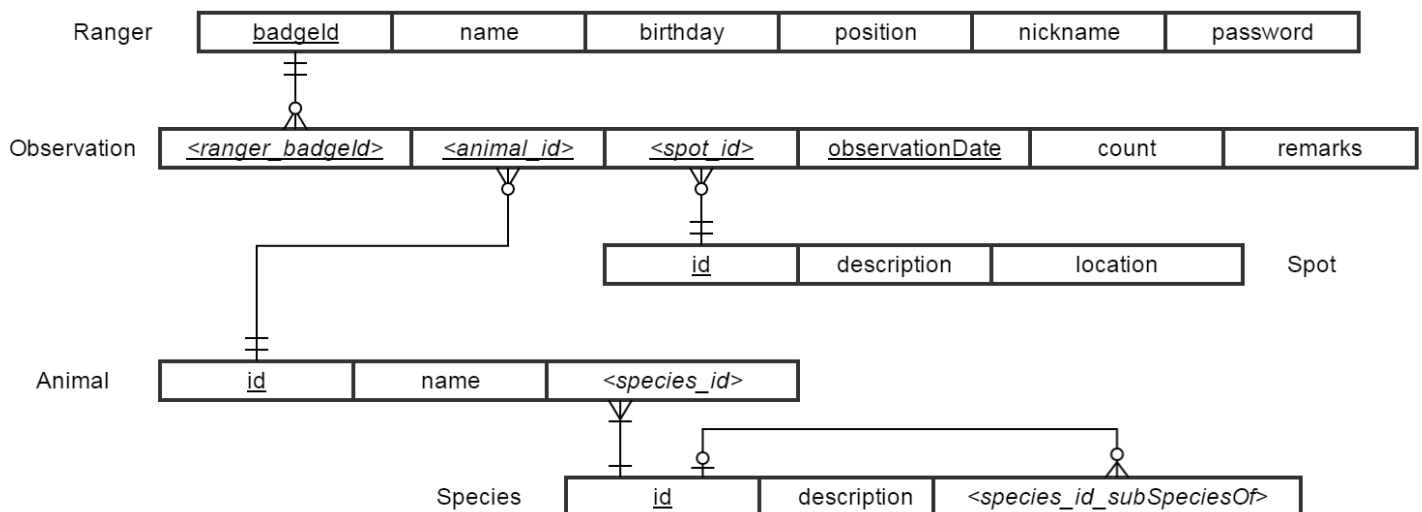 Ranger badgeId name birthday position nickname password
Observation <ranger_badgeId> <animal_id> <spot_id> observationDate count remarks
id description location Spot
Animal id name <species_id>
Species id description <species_id_subSpeciesOf>